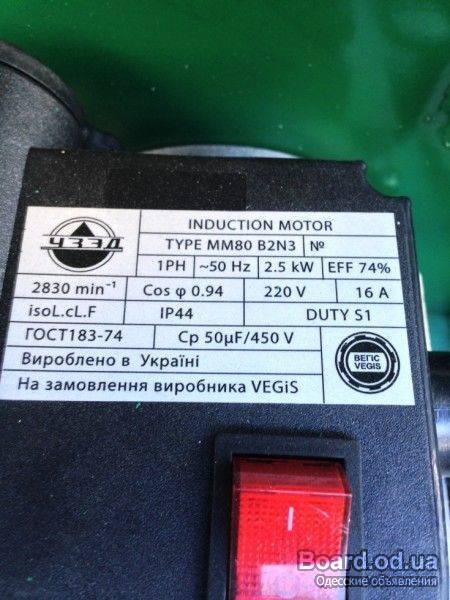 INDUCTION MOTOR
ЧЗЭД
TYPE MM80 B2N3 №
1PH ~50 Hz 2.5 kW EFF 74%
2830 min⁻¹ Cos φ 0.94 220 V 16 A
isoL.cL.F IP44 DUTY S1
ГОСТ183-74 Cp 50µF/450 V
Вироблено в Україні
ВЕГІС
VEGIS
На замовлення виробника VEGiS
I
Board.od.ua
Одесские объявления